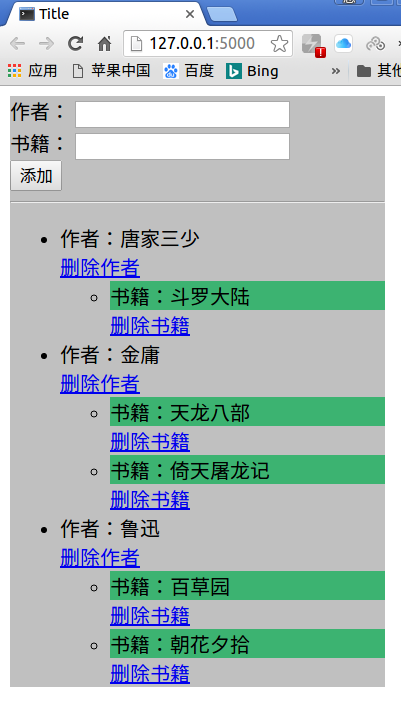 Title
127.0.0.1:5000
应用 苹果中国 百度 Bing » 其他
作者：
书籍：
添加
作者：唐家三少
删除作者
书籍：斗罗大陆
删除书籍
作者：金庸
删除作者
书籍：天龙八部
删除书籍
书籍：倚天屠龙记
删除书籍
作者：鲁迅
删除作者
书籍：百草园
删除书籍
书籍：朝花夕拾
删除书籍